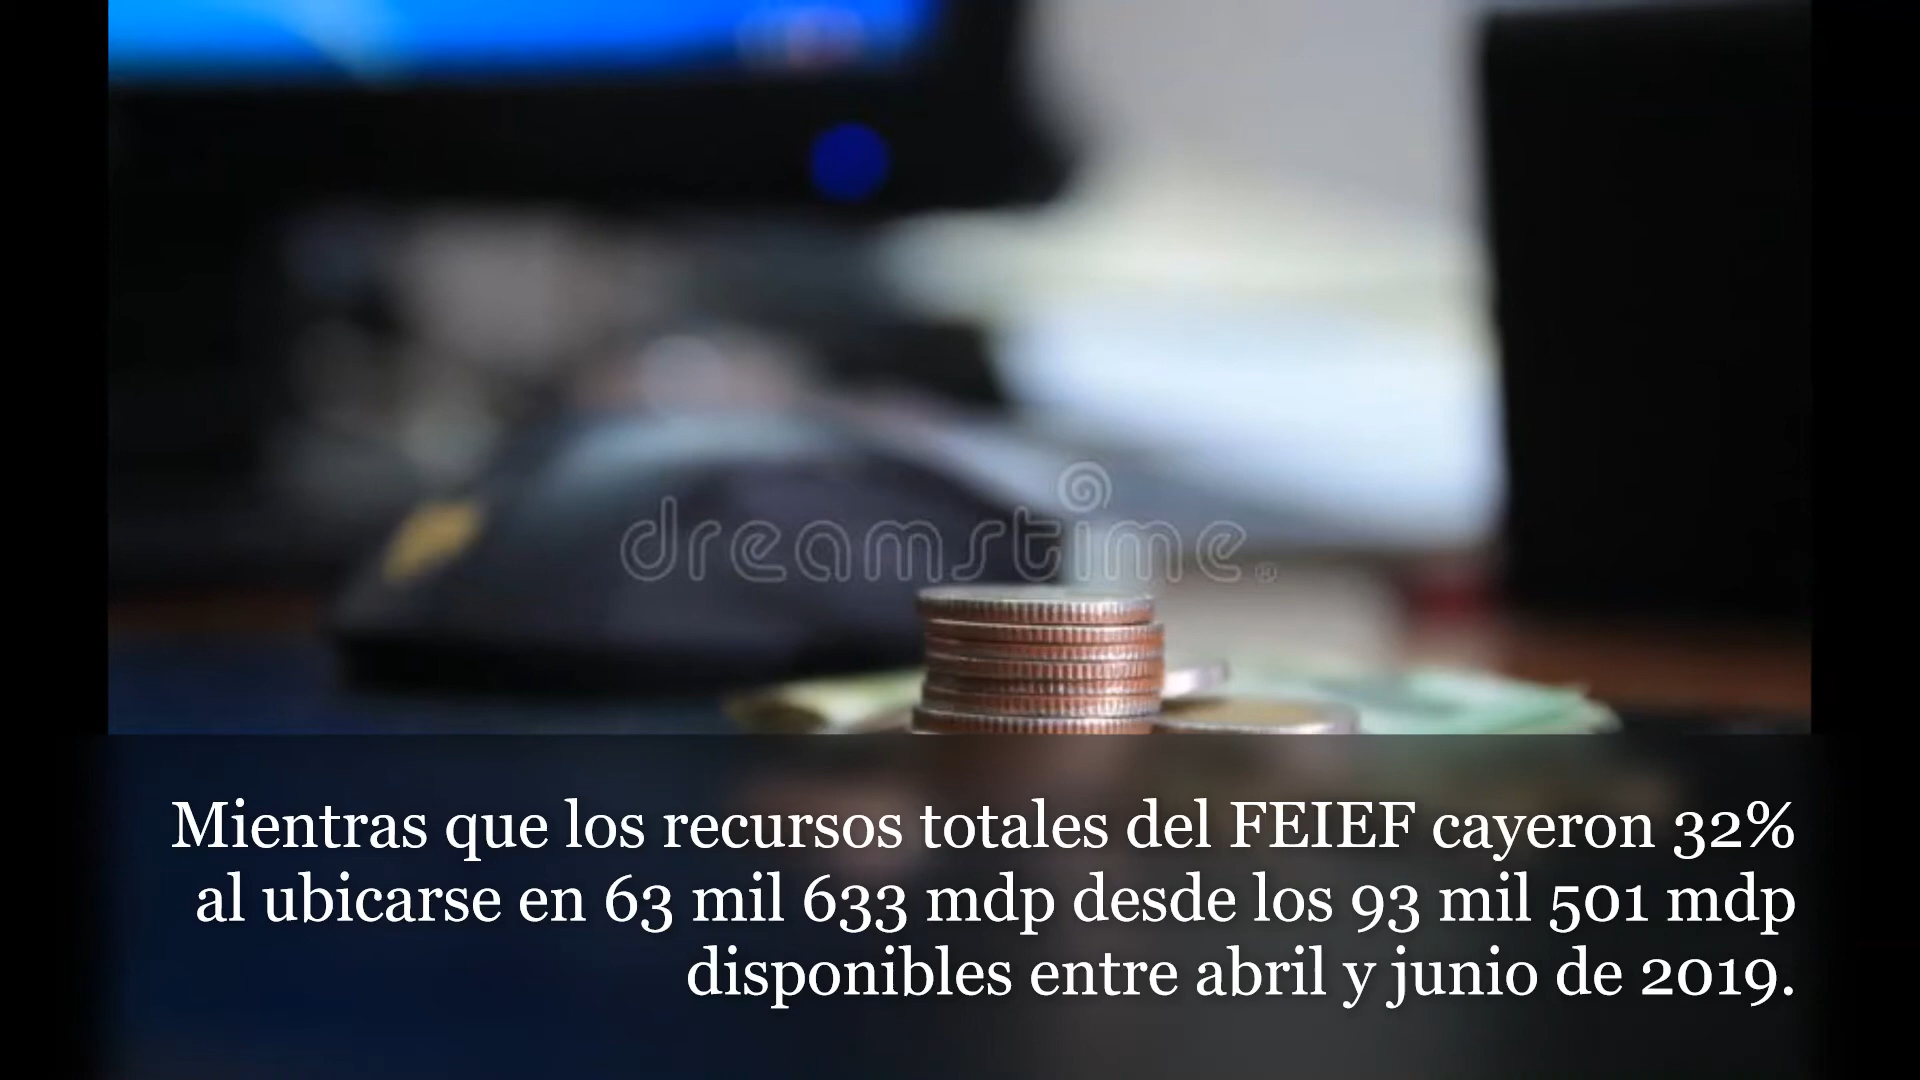 dreamstime®
Mientras que los recursos totales del FEIEF cayeron 32%
al ubicarse en 63 mil 633 mdp desde los 93 mil 501 mdp
disponibles entre abril y junio de 2019.